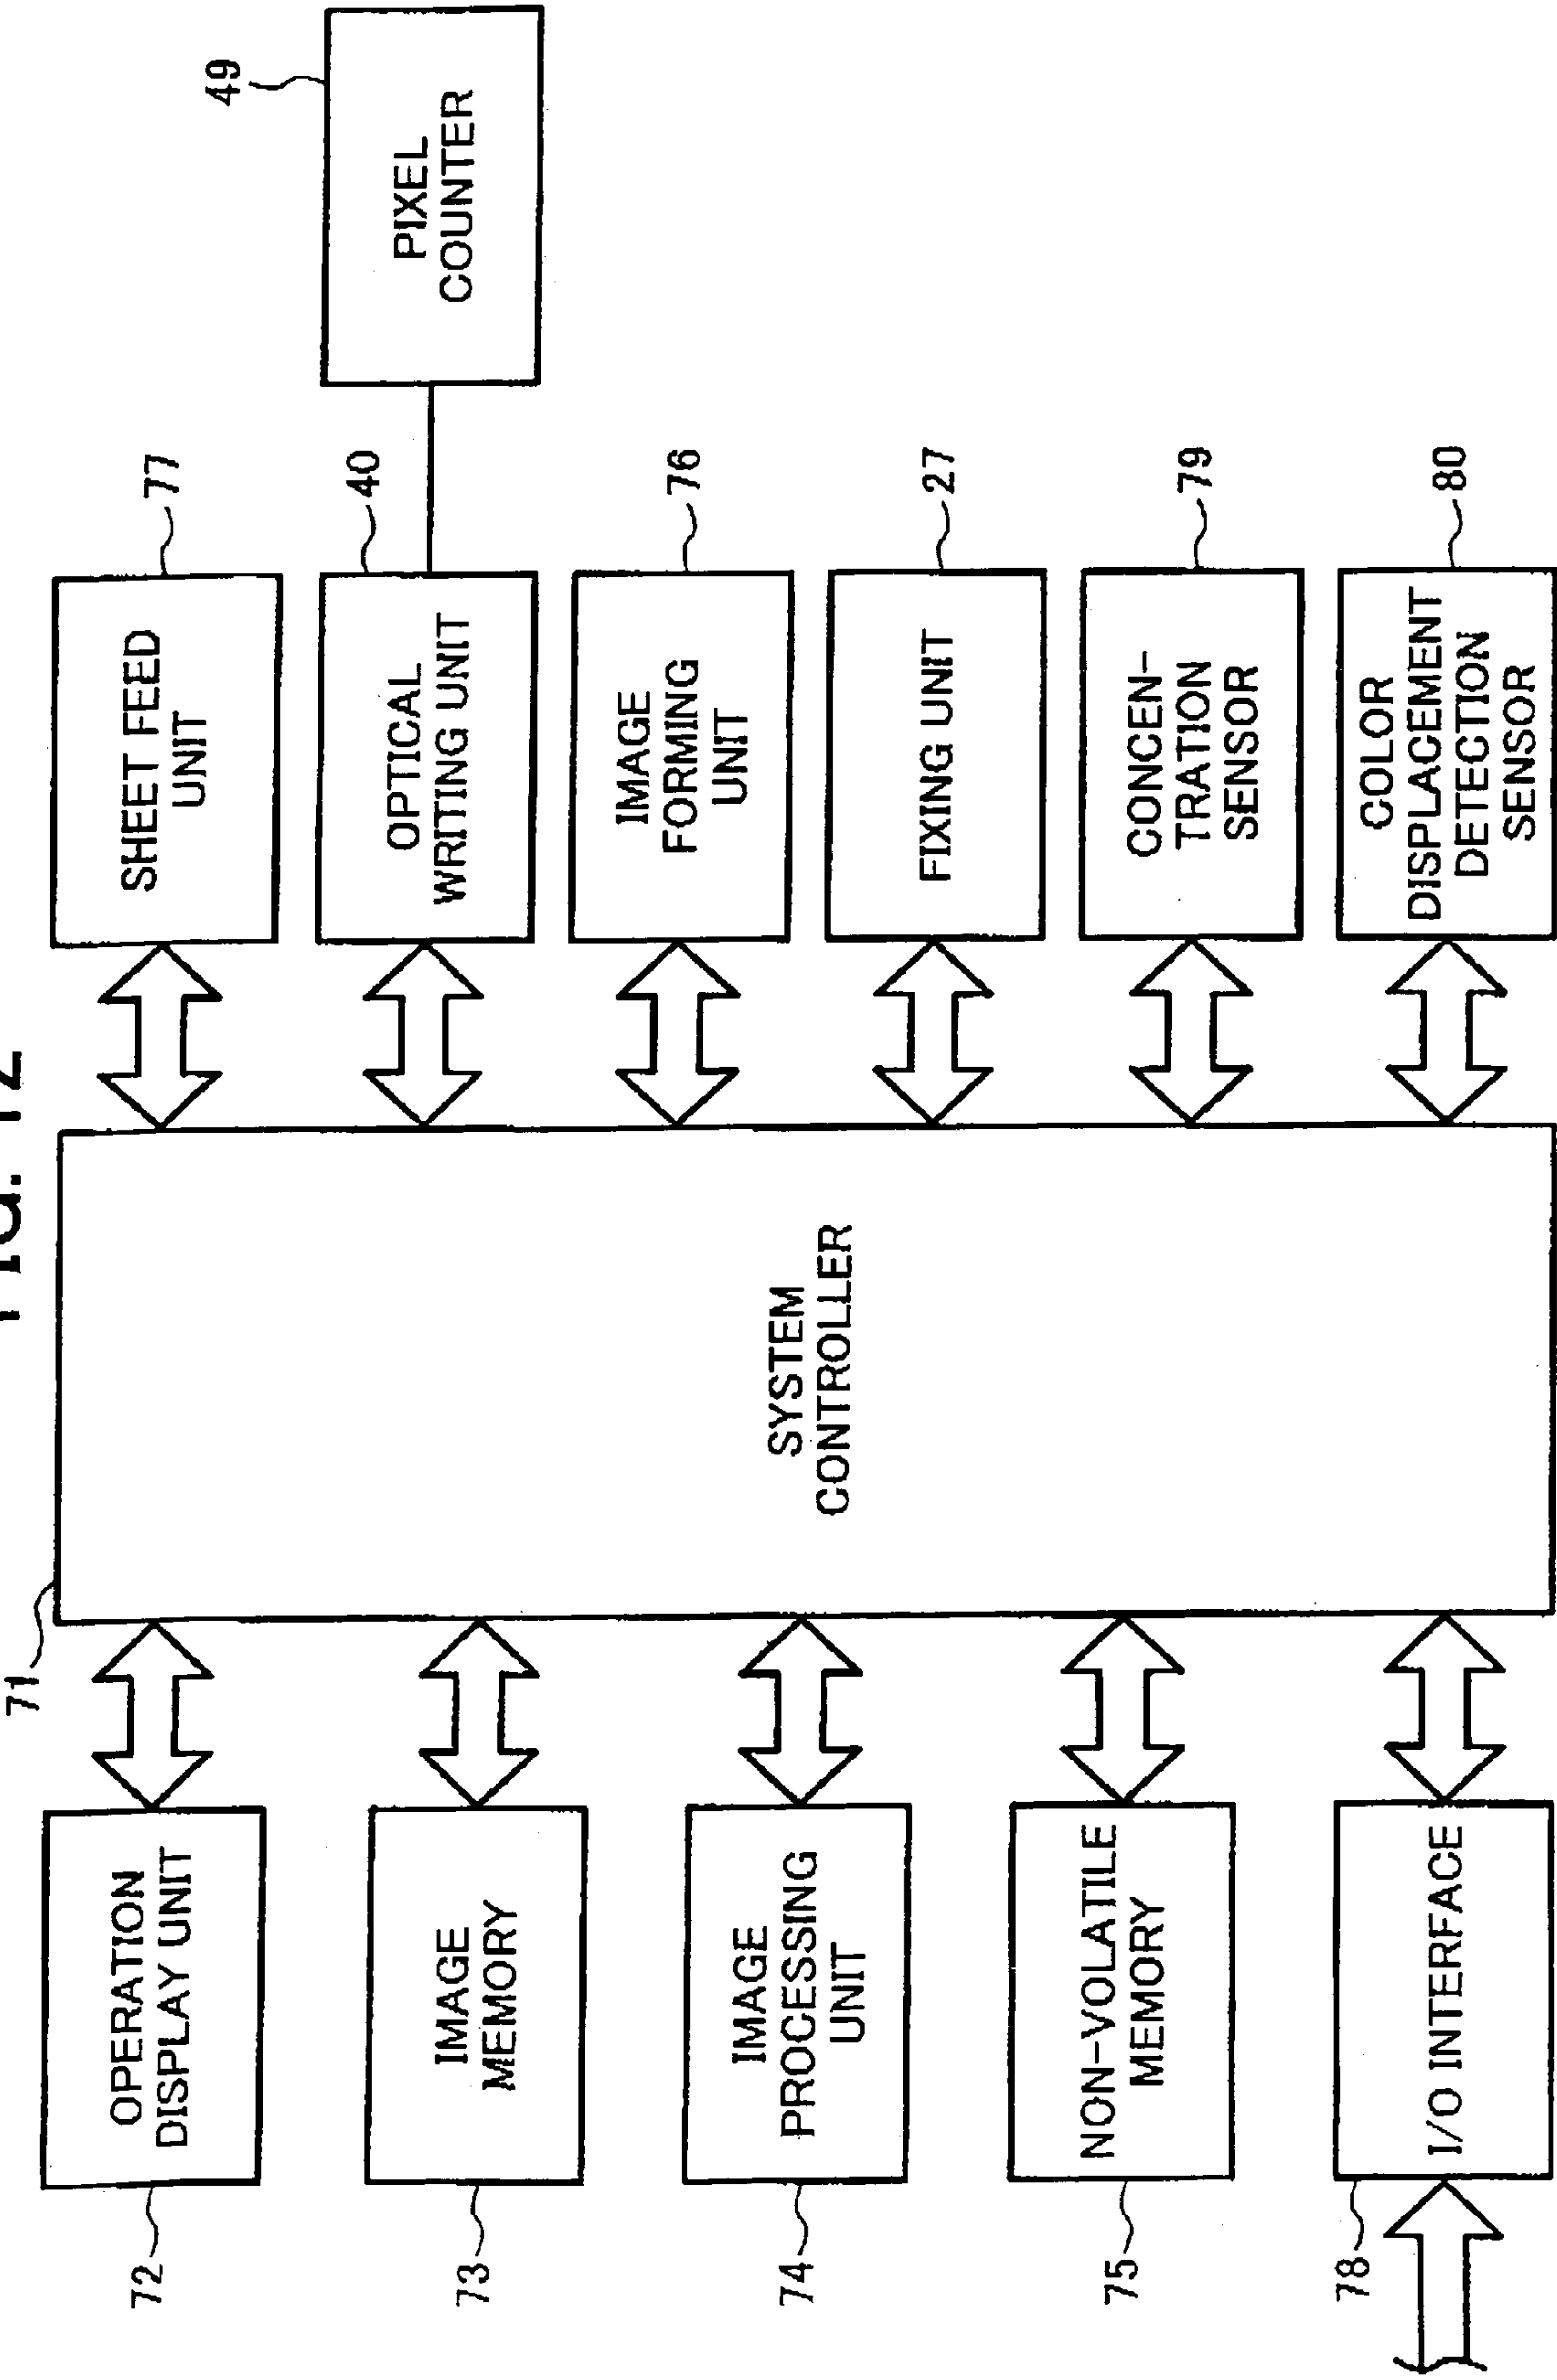 FIG. 12
71
72
OPERATION
DISPLAY UNIT
73
IMAGE
MEMORY
74
IMAGE
PROCESSING
UNIT
75
NON-VOLATILE
MEMORY
78
I/O INTERFACE
SYSTEM
CONTROLLER
SHEET FEED
UNIT
77
OPTICAL
WRITING UNIT
40
PIXEL
COUNTER
49
IMAGE
FORMING
UNIT
76
FIXING UNIT
27
CONCEN-
TRATION
SENSOR
79
COLOR
DISPLACEMENT
DETECTION
SENSOR
80